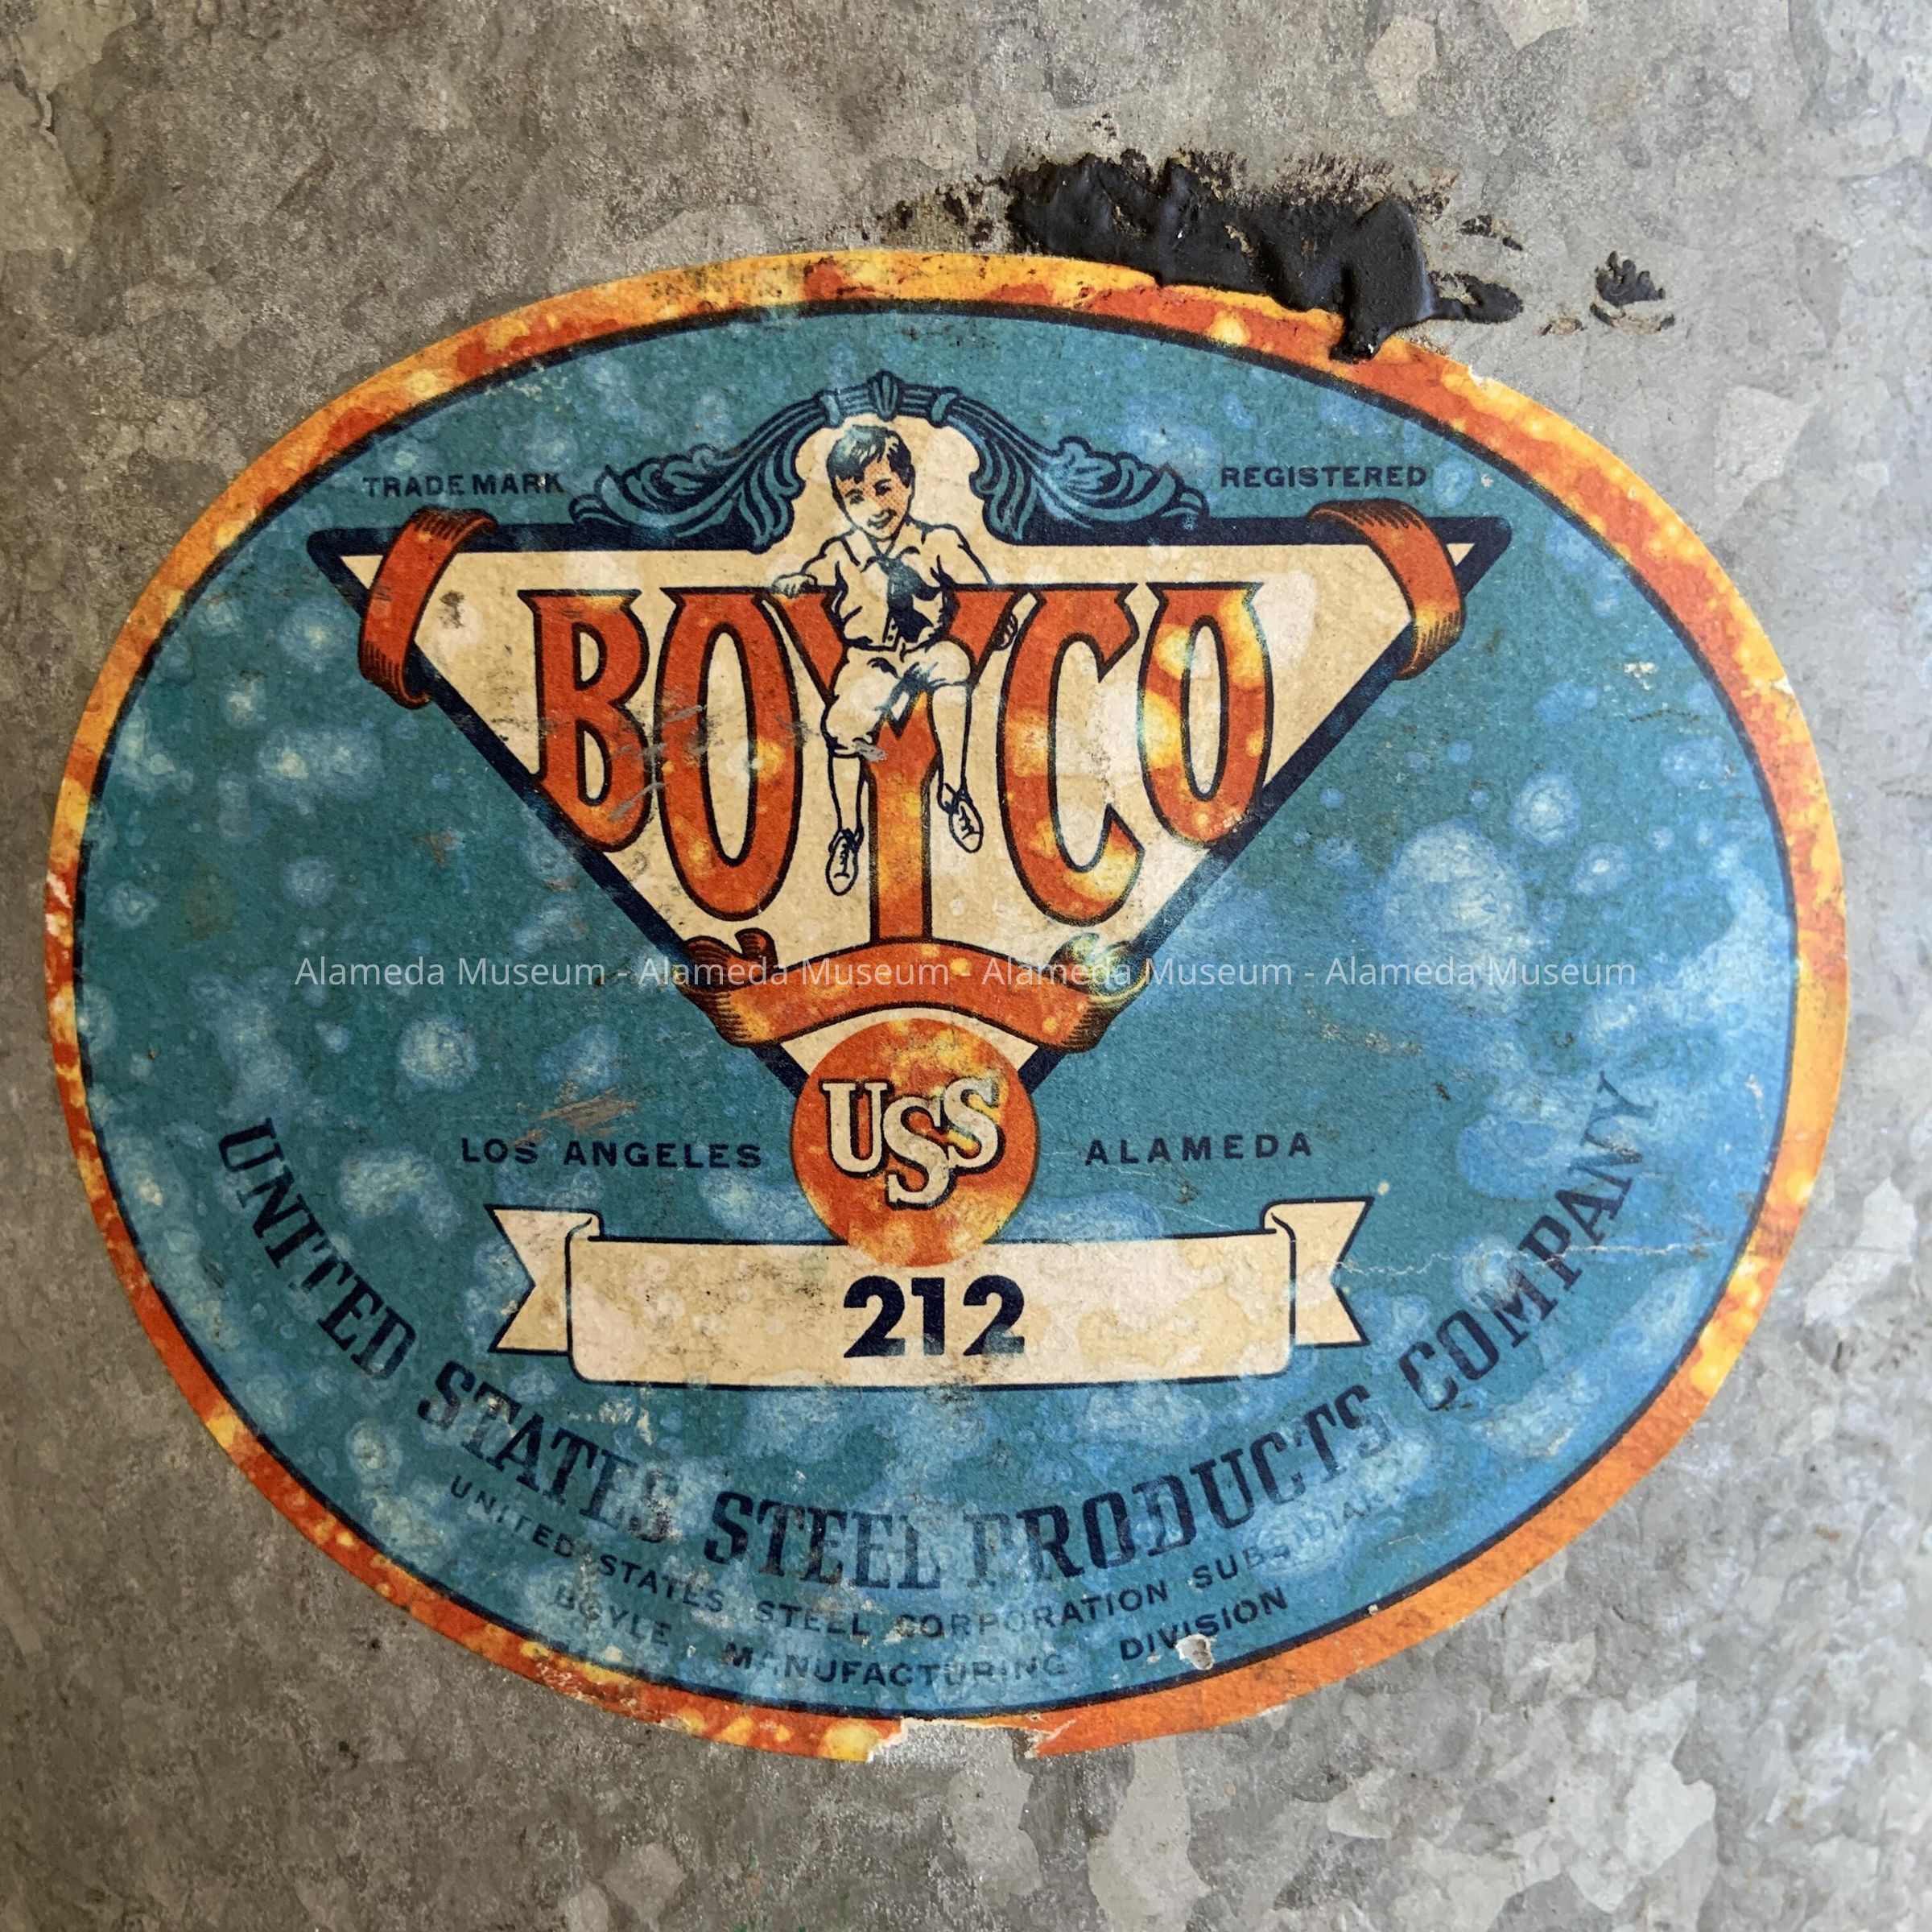 TRADE MARK REGISTERED
BOYCO
Alameda Museum - Alameda Museum - Alameda Museum - Alameda Museum
USS
LOS ANGELES ALAMEDA
212
UNITED STATES STEEL PRODUCTS COMPANY
UNITED STATES STEEL CORPORATION SUBSIDIARY
BOYLE MANUFACTURING DIVISION